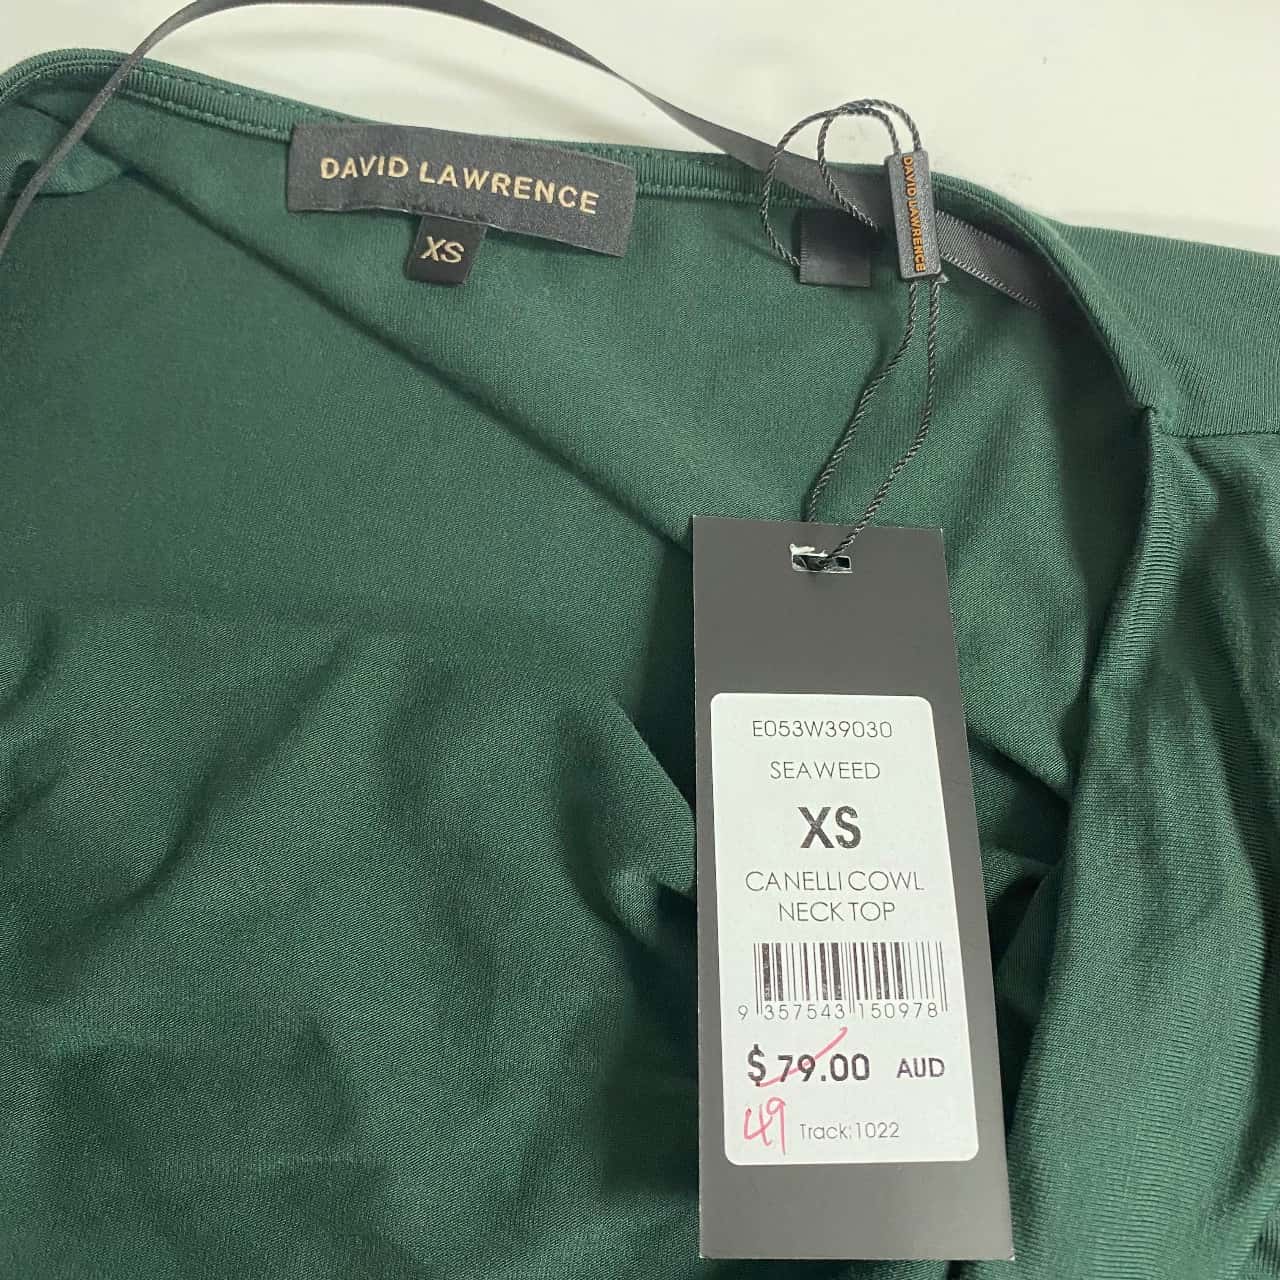 DAVID LAWRENCE
XS
DAVID LAWRENCE
E053W39030
SEAWEED
XS
CANELLI COWL
NECK TOP
9 357543 150978
$79.00 AUD
49
Track:1022